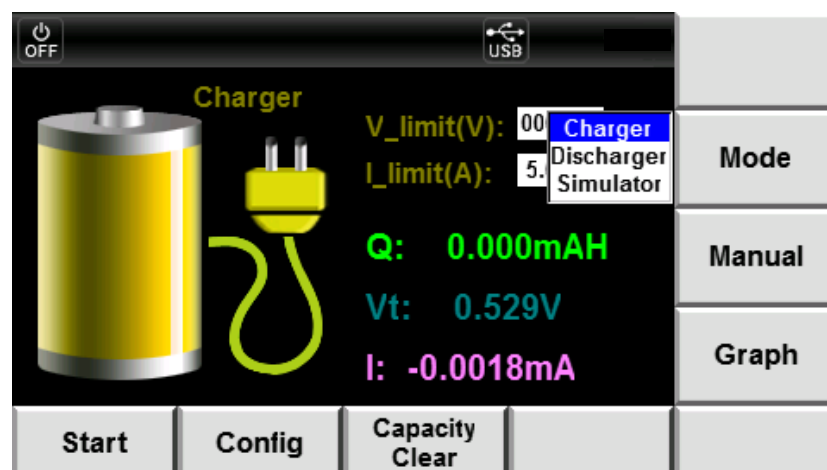 OFF
USB
Charger
V_limit(V): 00
I_limit(A): 5.
Charger
Discharger
Simulator
Q: 0.000mAH
Vt: 0.529V
I: -0.0018mA
Mode
Manual
Graph
Start
Config
Capacity
Clear